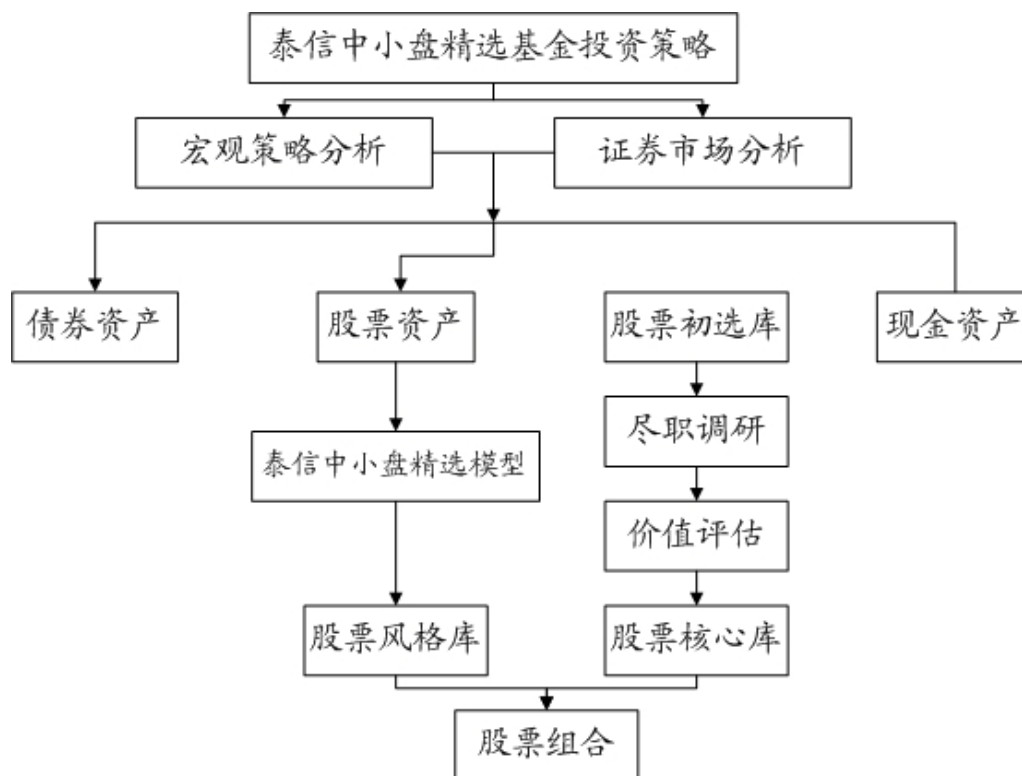 泰信中小盘精选基金投资策略
宏观策略分析
证券市场分析
债券资产
股票资产
股票初选库
现金资产
尽职调研
泰信中小盘精选模型
价值评估
股票风格库
股票核心库
股票组合